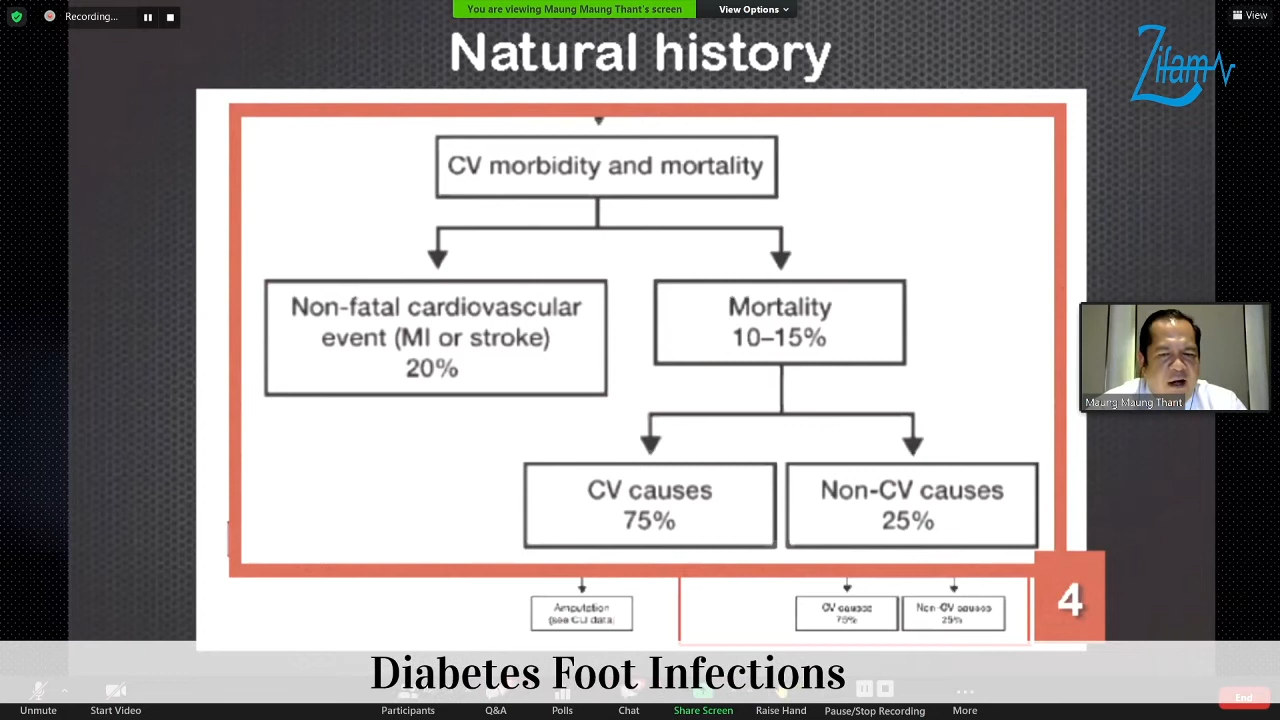 Recording...
You are viewing Maung Maung Thant's screen
View Options
View
Natural history
Zifam
CV morbidity and mortality
Non-fatal cardiovascular
event (MI or stroke)
20%
Mortality
10–15%
Maung Maung Thant
CV causes
75%
Non-CV causes
25%
Amputation
(see CLI data)
CV causes
75%
Non-CV causes
25%
4
Diabetes Foot Infections
Unmute
Start Video
Participants
Q&A
Polls
Chat
Share Screen
Raise Hand
Pause/Stop Recording
More
End